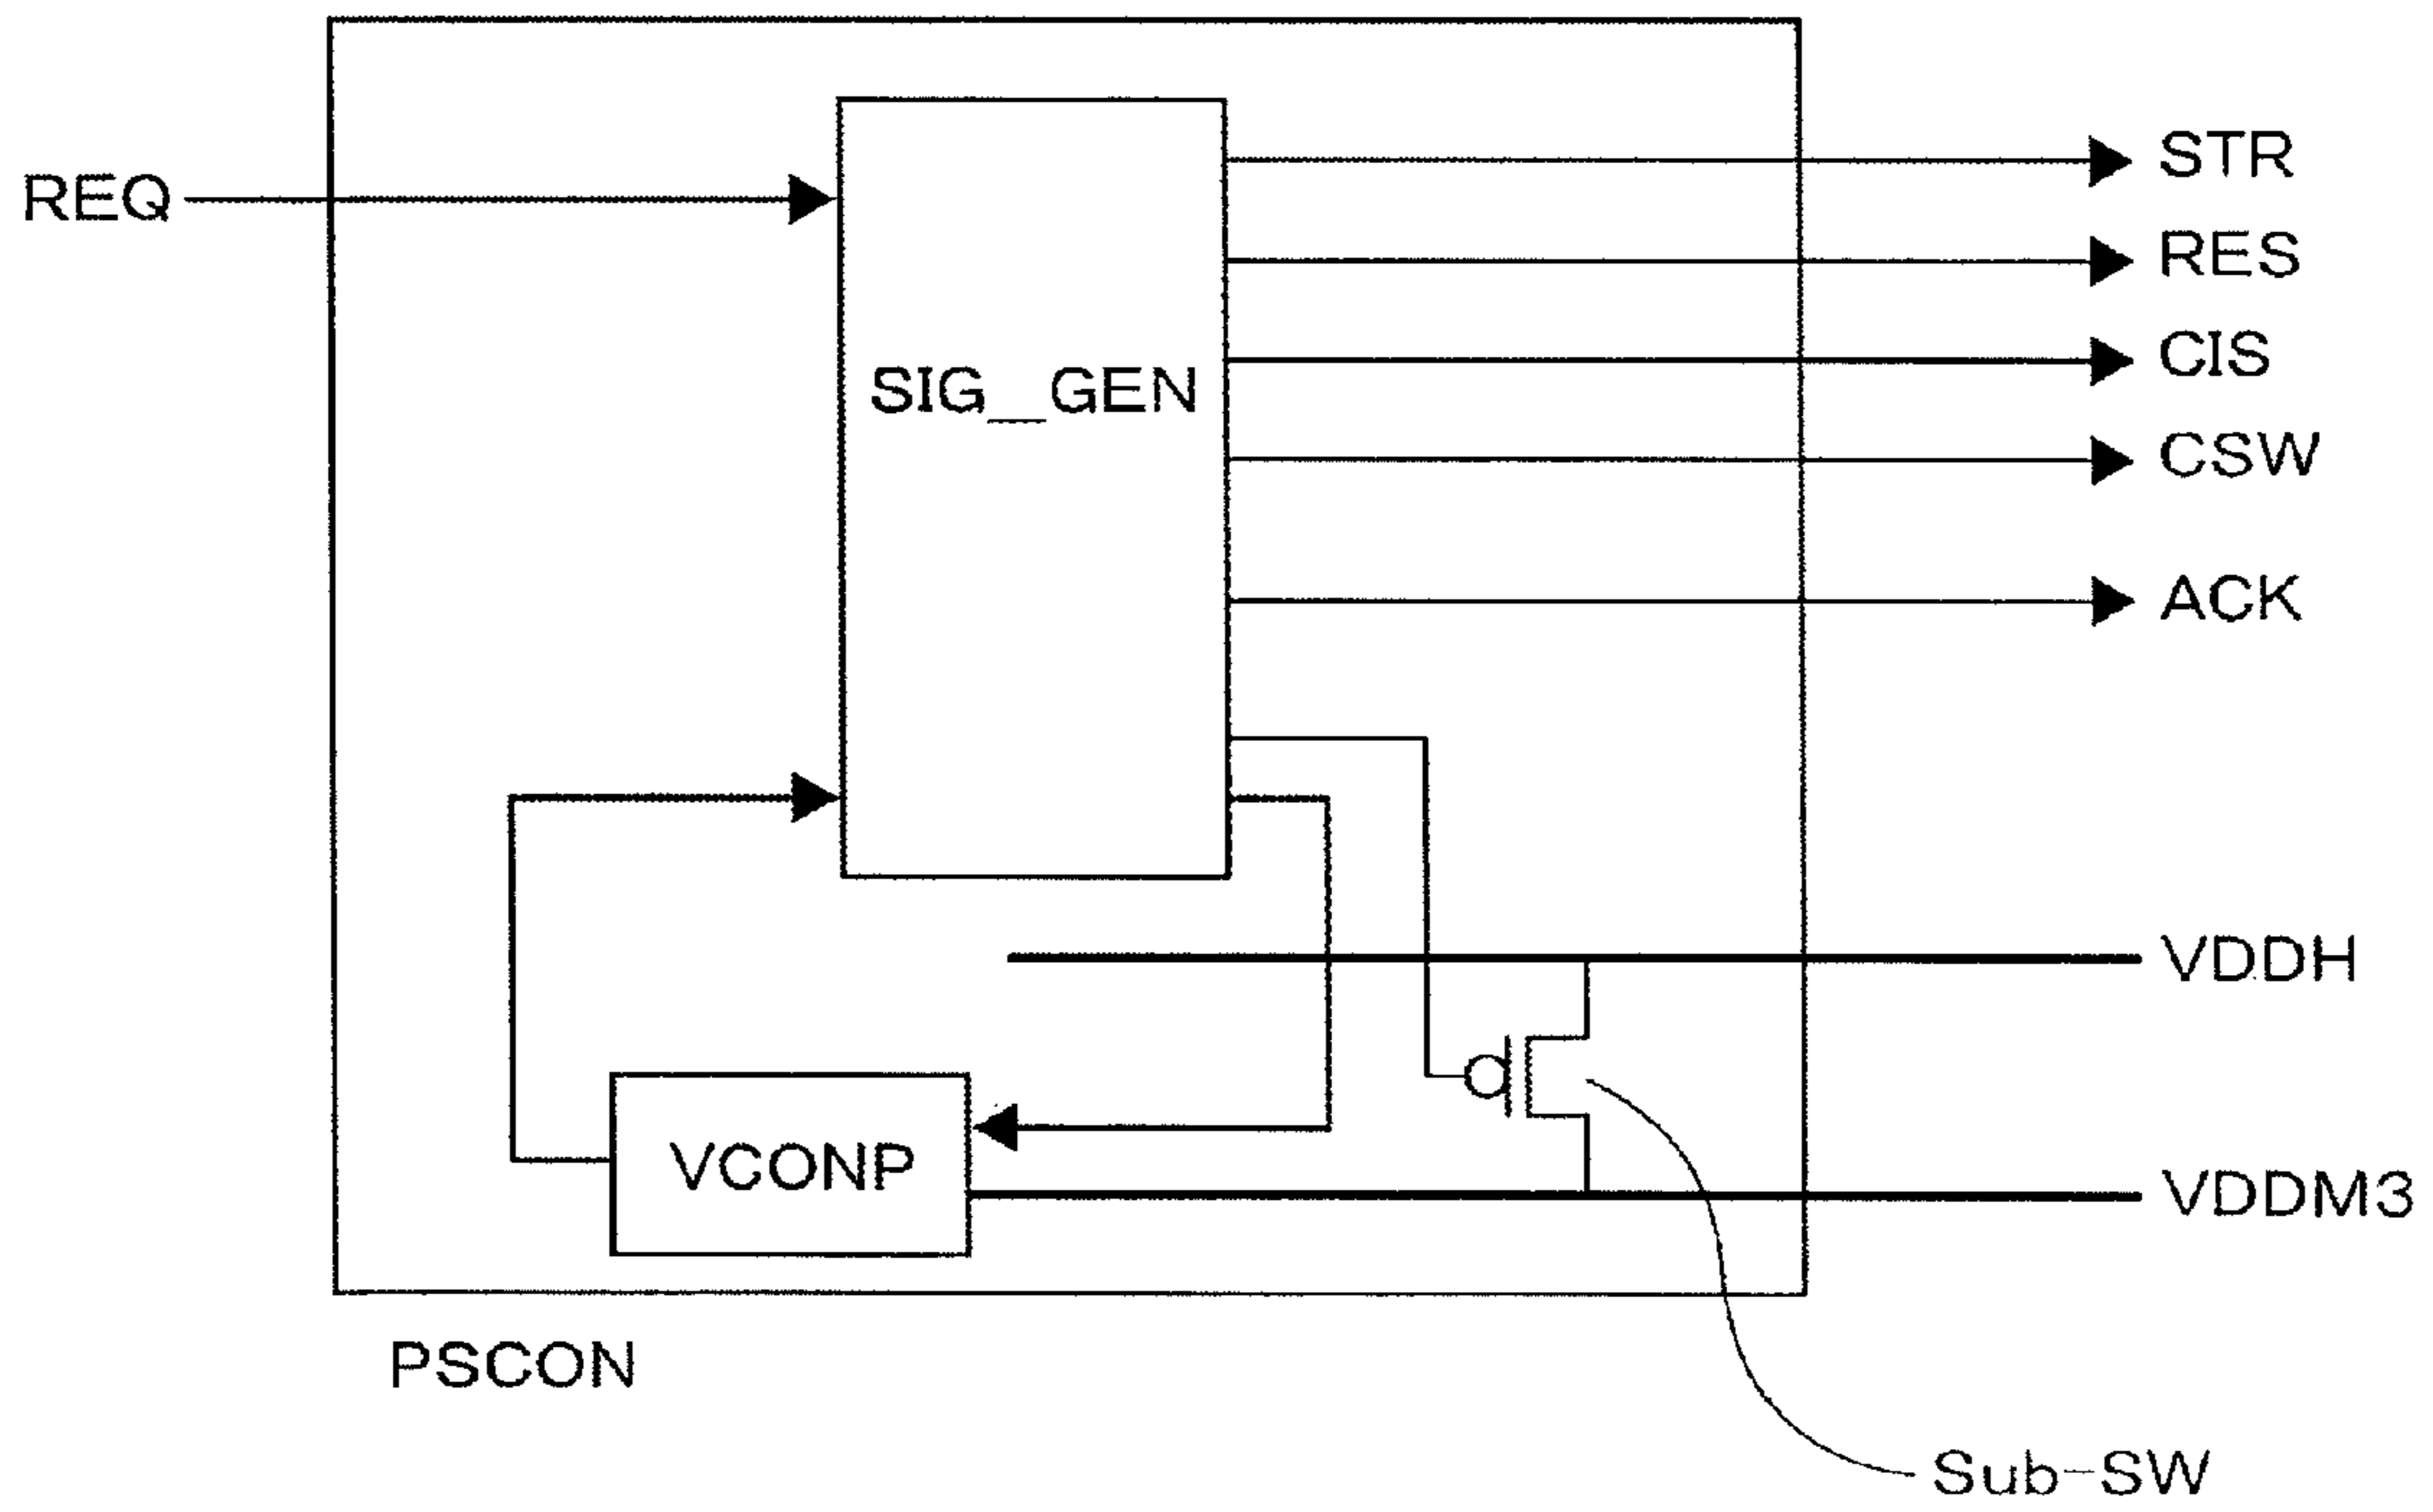 REQ
STR
RES
CIS
SIG_GEN
CSW
ACK
VDDH
VCONP
VDDM3
PSCON
Sub-SW